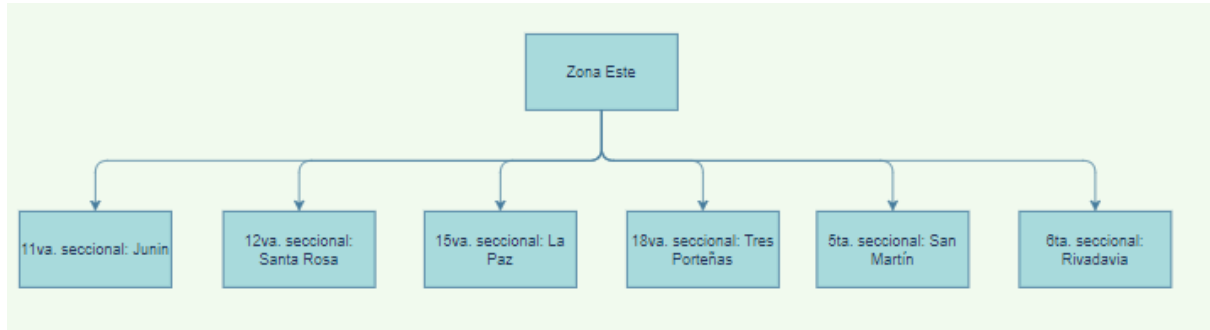 Zona Este
11va. seccional: Junin
12va. seccional:
Santa Rosa
15va. seccional: La
Paz
18va. seccional: Tres
Porteñas
5ta. seccional: San
Martín
6ta. seccional:
Rivadavia